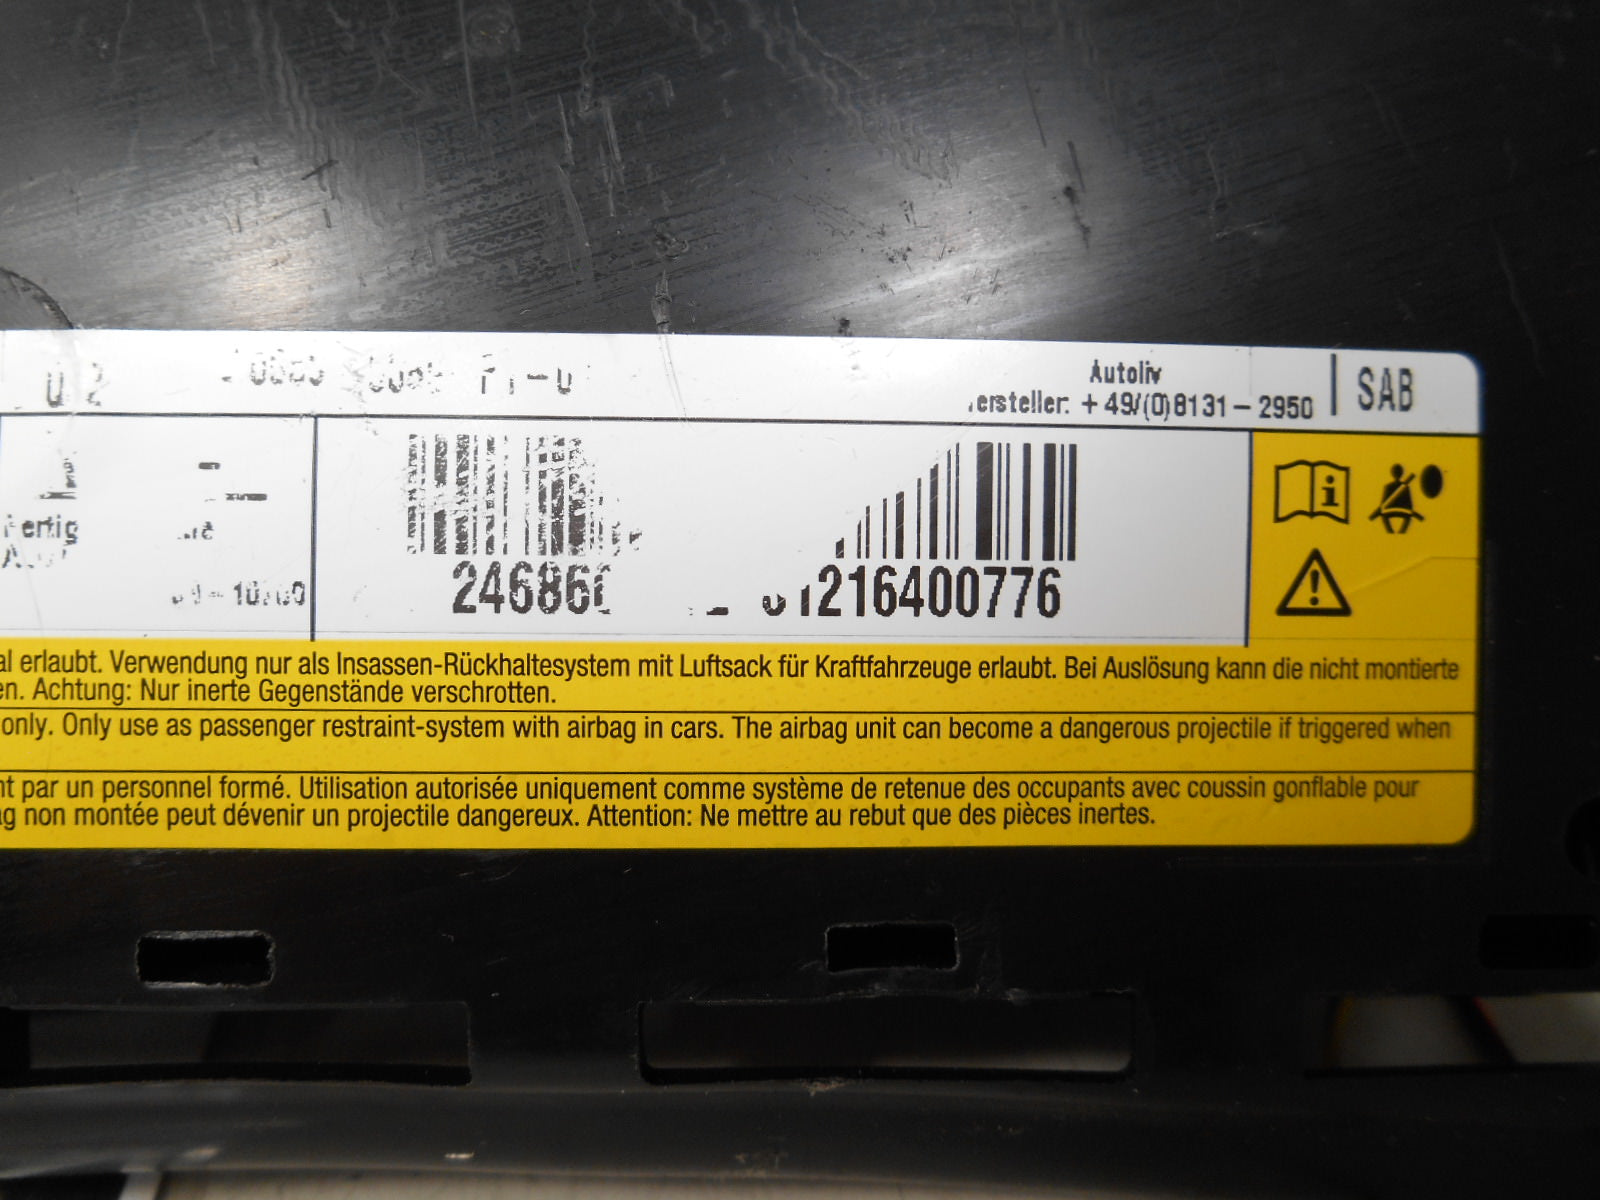 Autoliv
+49/(0)8131-2950
SAB
216400776
al erlaubt. Verwendung nur als Insassen-Rückhaltesystem mit Luftsack für Kraftfahrzeuge erlaubt. Bei Auslösung kann die nicht montierte
en. Achtung: Nur inerte Gegenstände verschrotten.
only. Only use as passenger restraint-system with airbag in cars. The airbag unit can become a dangerous projectile if triggered when
nt par un personnel formé. Utilisation autorisée uniquement comme système de retenue des occupants avec coussin gonflable pour
ag non montée peut dévenir un projectile dangereux. Attention: Ne mettre au rebut que des pièces inertes.